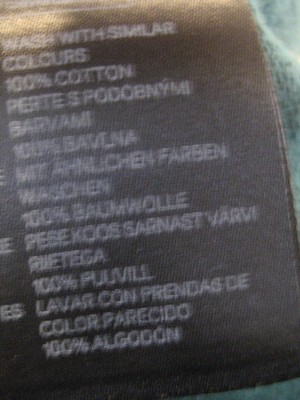 WASH WITH SIMILAR
COLOURS
100% COTTON
PERTE S PODOBNÝMI
BARVAMI
100% BAVLNA
MIT ÄHNLICHEN FARBEN
WASCHEN
100% BAUMWOLLE
E PESE KOOS SARNAST VÄRVI
RIIETEGA
100% PUUVILL
ES LAVAR CON PRENDAS DE
COLOR PARECIDO
100% ALGODÓN